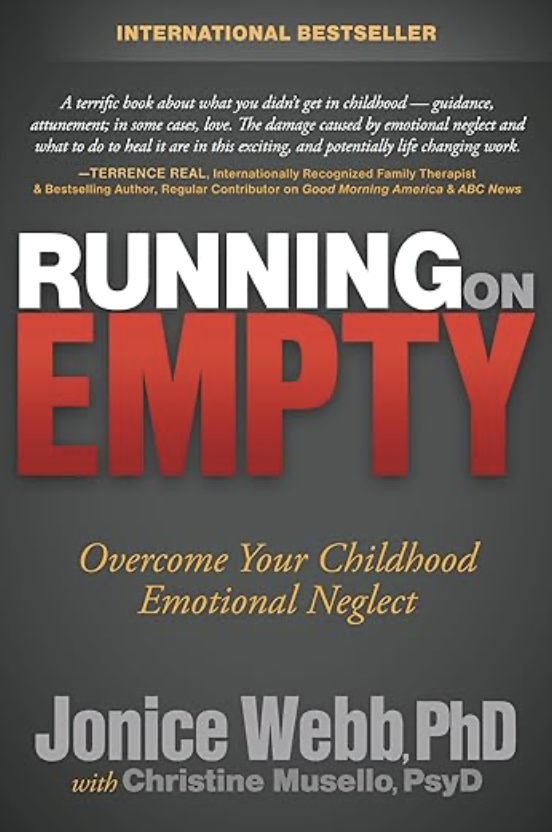 INTERNATIONAL BESTSELLER
A terrific book about what you didn't get in childhood — guidance,
attunement; in some cases, love. The damage caused by emotional neglect and
what to do to heal it are in this exciting, and potentially life changing work.
—TERRENCE REAL, Internationally Recognized Family Therapist
& Bestselling Author, Regular Contributor on Good Morning America & ABC News
RUNNING ON
EMPTY
Overcome Your Childhood
Emotional Neglect
Jonice Webb, PhD
with Christine Musello, PsyD